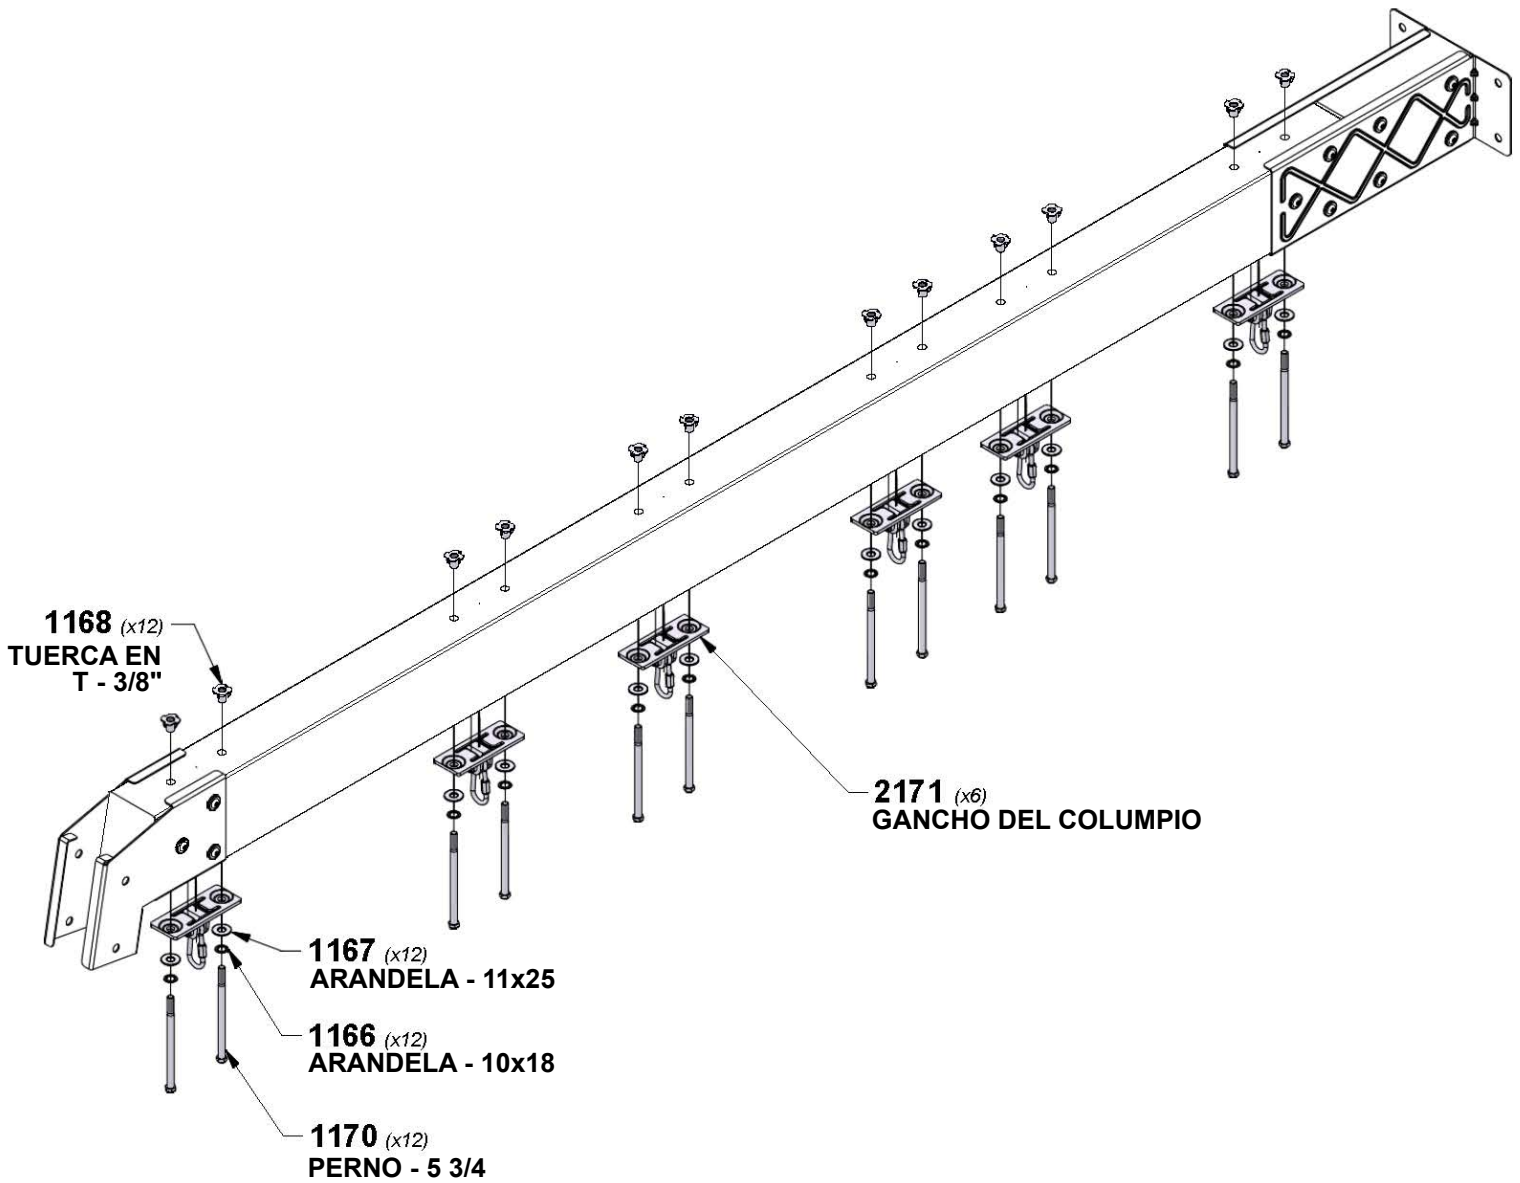 1168 (x12)
TUERCA EN
T - 3/8"
2171 (x6)
GANCHO DEL COLUMPIO
1167 (x12)
ARANDELA - 11x25
1166 (x12)
ARANDELA - 10x18
1170 (x12)
PERNO - 5 3/4